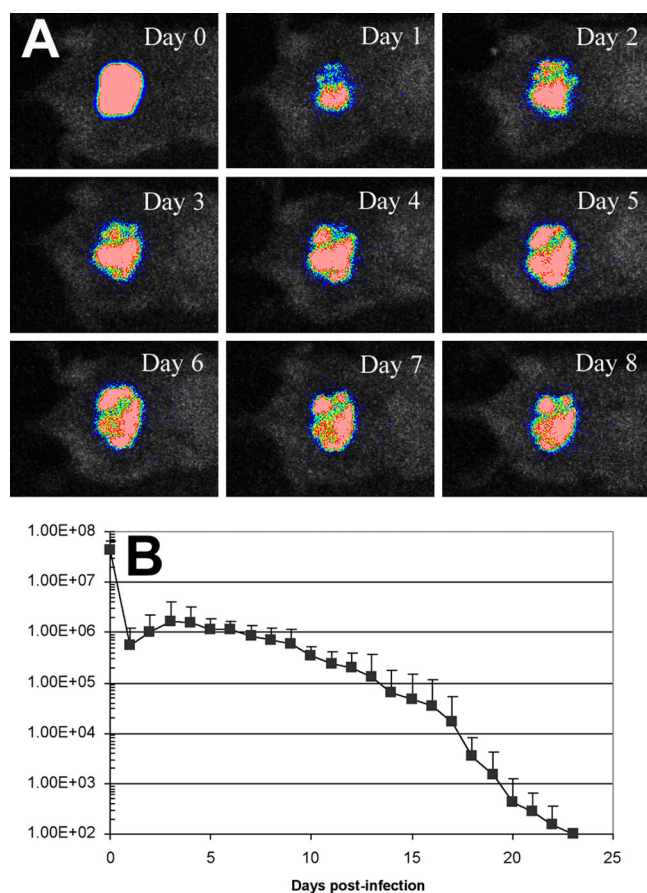 A
Day 0
Day 1
Day 2
Day 3
Day 4
Day 5
Day 6
Day 7
Day 8
B
1.00E+08
1.00E+07
1.00E+06
1.00E+05
1.00E+04
1.00E+03
1.00E+02
0 5 10 15 20 25
Days post-infection